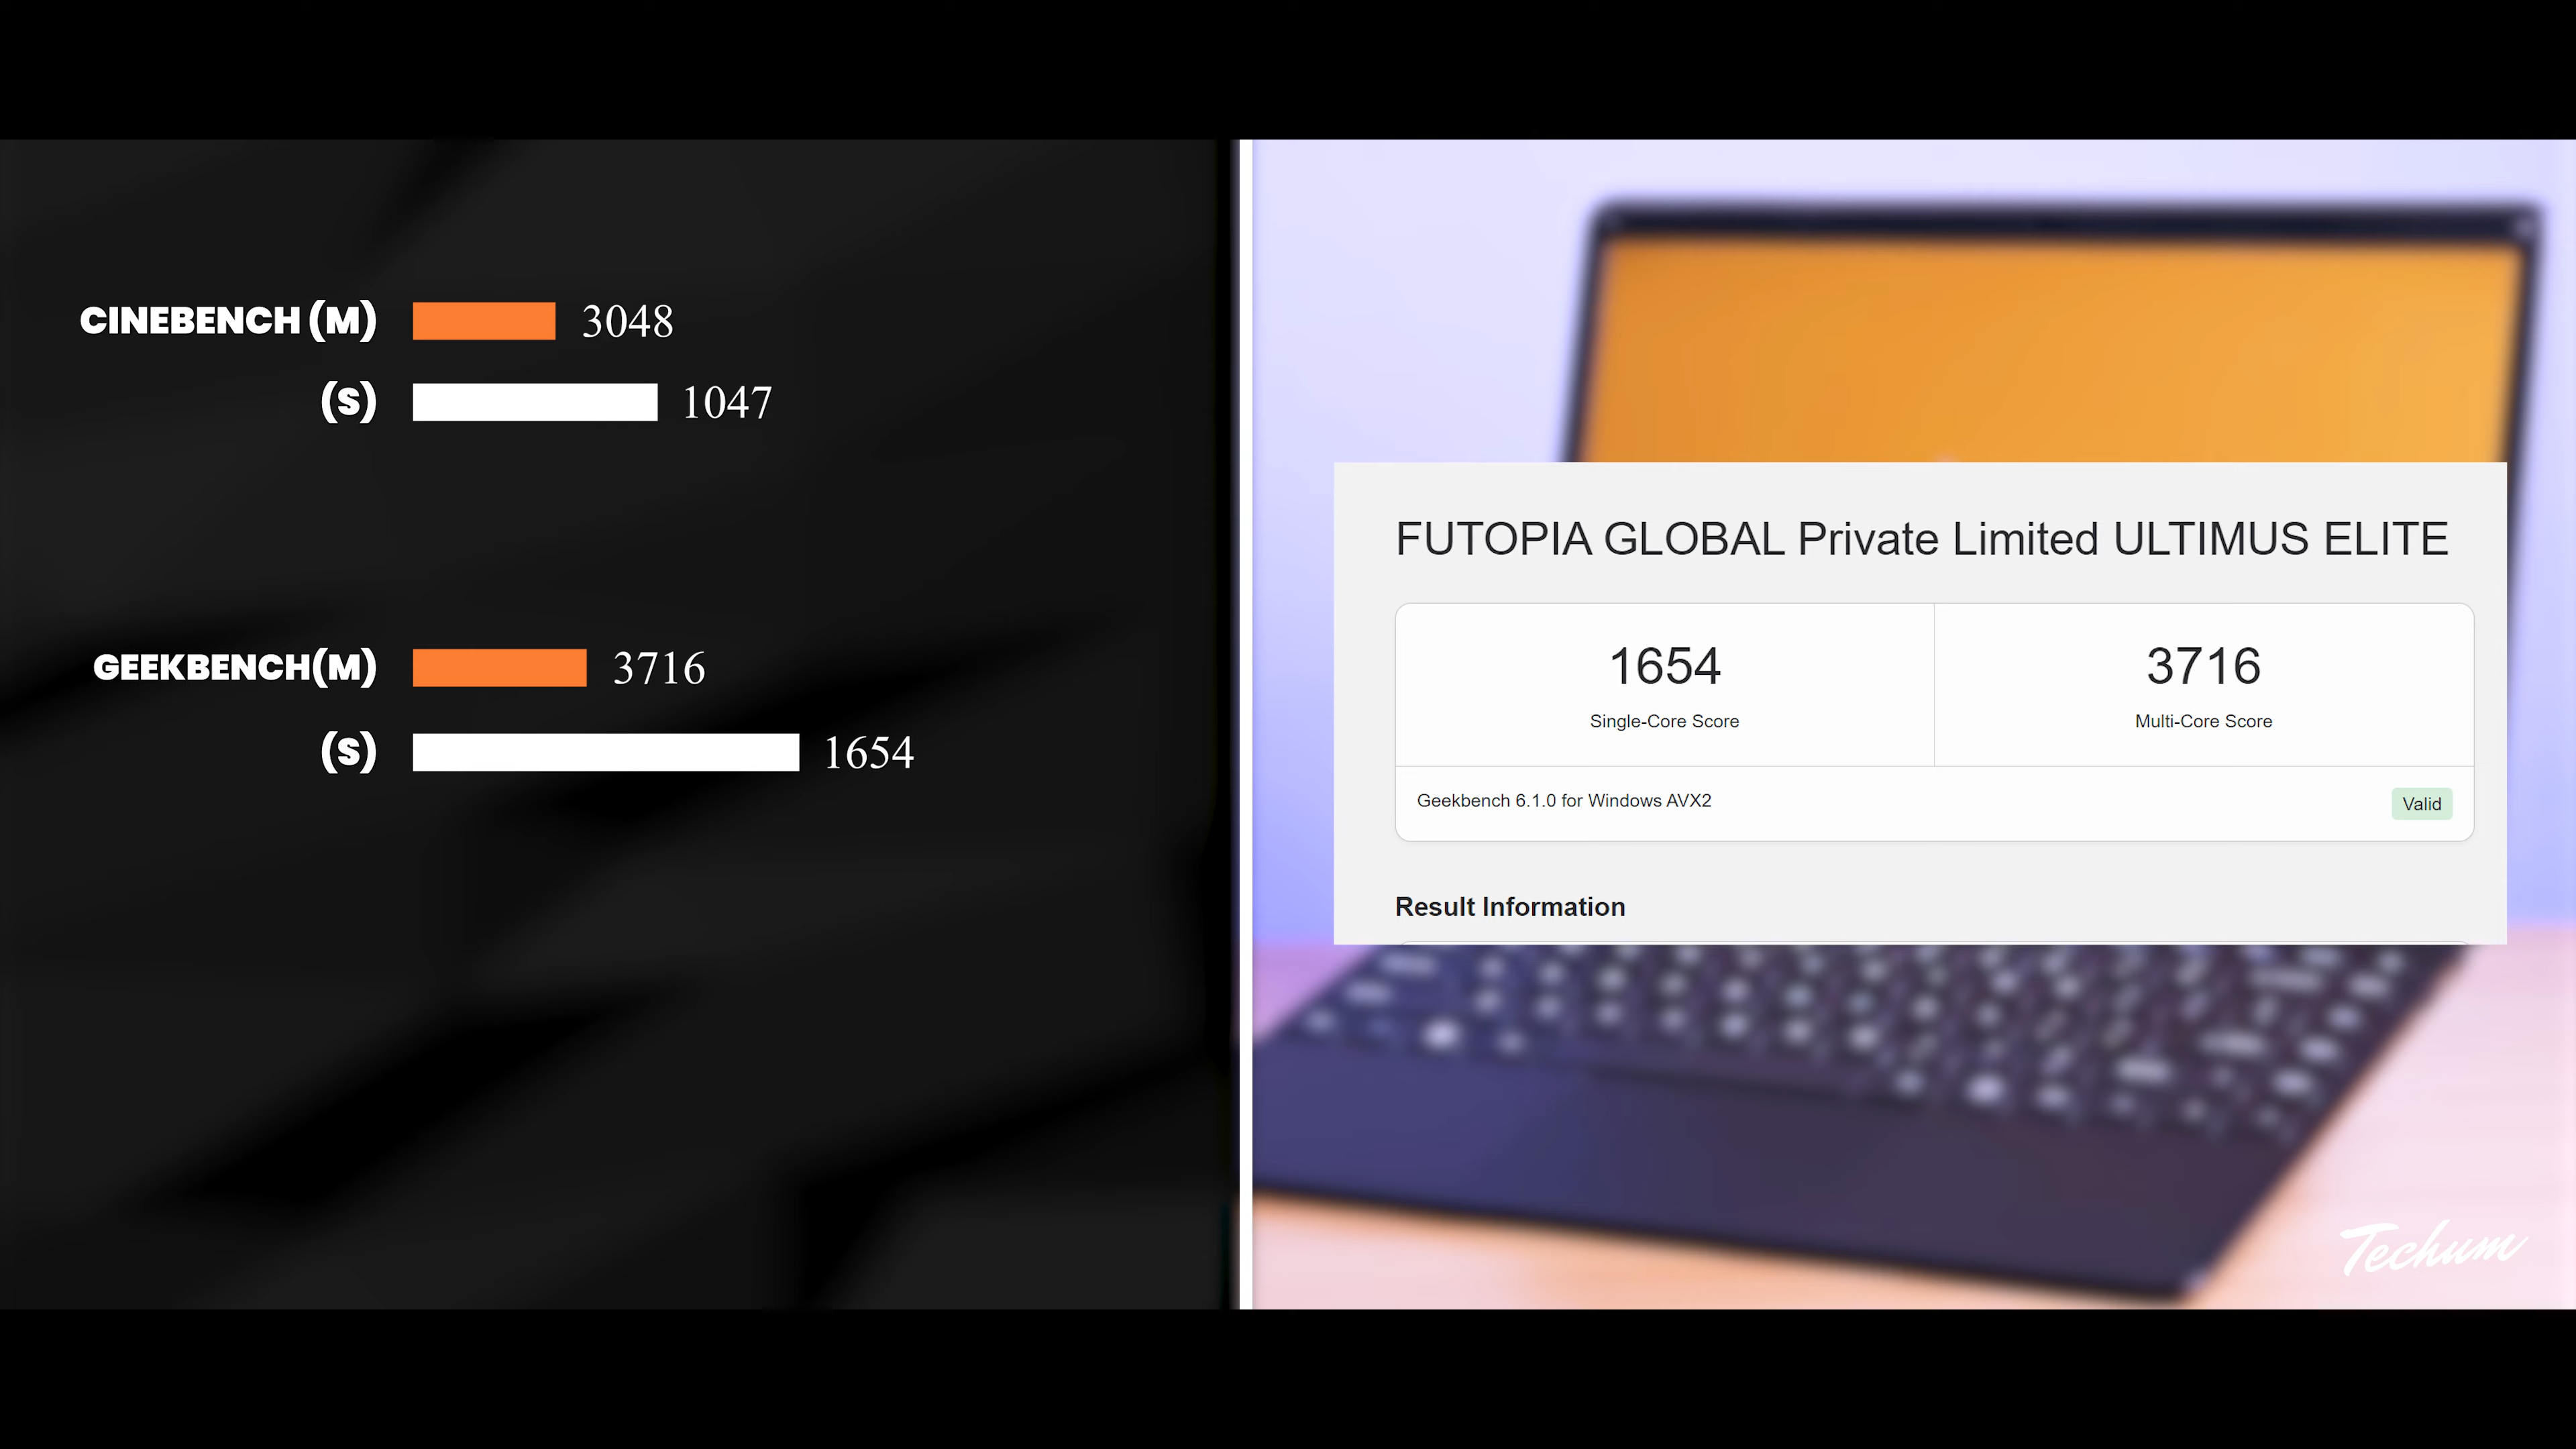 CINEBENCH (M) 3048
(S) 1047
GEEKBENCH(M) 3716
(S) 1654
FUTOPIA GLOBAL Private Limited ULTIMUS ELITE
1654 3716
Single-Core Score Multi-Core Score
Geekbench 6.1.0 for Windows AVX2 Valid
Result Information
Techum